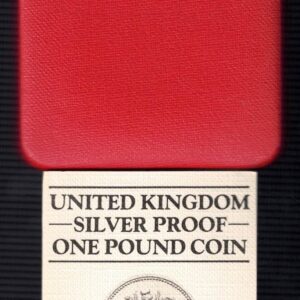 UNITED KINGDOM
—SILVER PROOF—
ONE POUND COIN